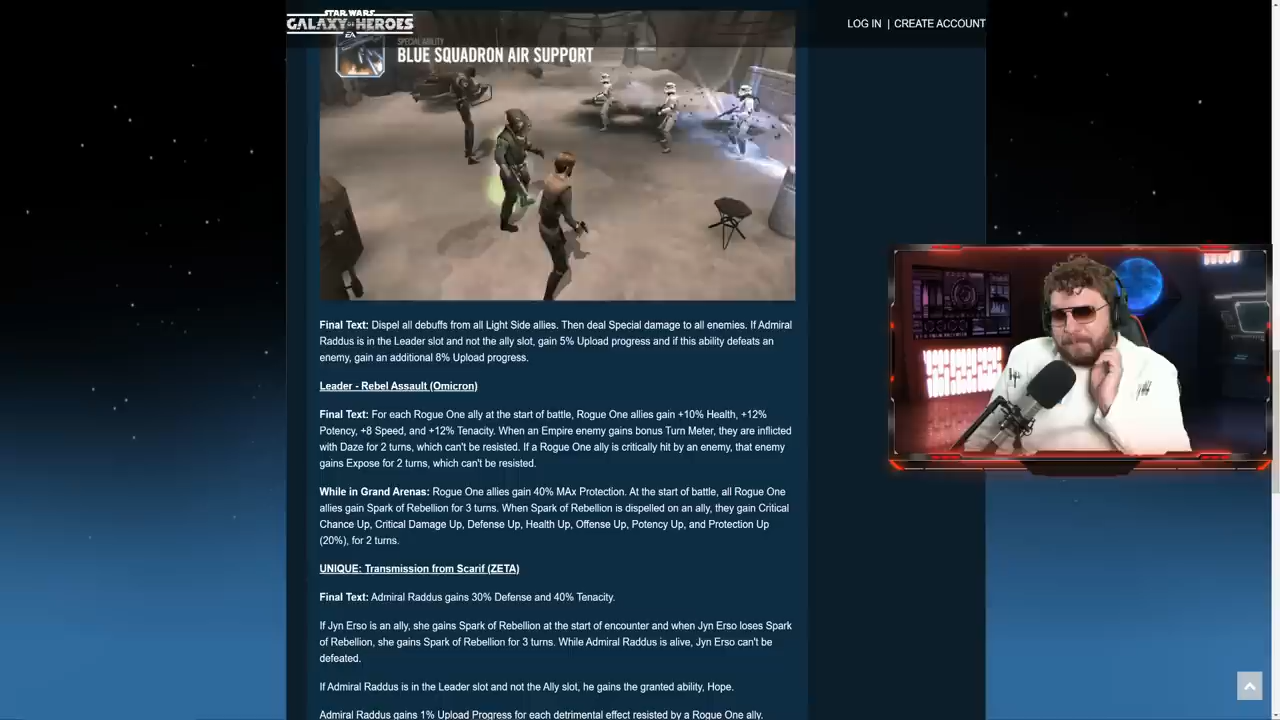 STAR WARS
GALAXY OF HEROES
EA
LOG IN | CREATE ACCOUNT
SPECIAL ABILITY
BLUE SQUADRON AIR SUPPORT
Final Text: Dispel all debuffs from all Light Side allies. Then deal Special damage to all enemies. If Admiral
Raddus is in the Leader slot and not the ally slot, gain 5% Upload progress and if this ability defeats an
enemy, gain an additional 8% Upload progress.
Leader - Rebel Assault (Omicron)
Final Text: For each Rogue One ally at the start of battle, Rogue One allies gain +10% Health, +12%
Potency, +8 Speed, and +12% Tenacity. When an Empire enemy gains bonus Turn Meter, they are inflicted
with Daze for 2 turns, which can't be resisted. If a Rogue One ally is critically hit by an enemy, that enemy
gains Expose for 2 turns, which can't be resisted.
While in Grand Arenas: Rogue One allies gain 40% MAx Protection. At the start of battle, all Rogue One
allies gain Spark of Rebellion for 3 turns. When Spark of Rebellion is dispelled on an ally, they gain Critical
Chance Up, Critical Damage Up, Defense Up, Health Up, Offense Up, Potency Up, and Protection Up
(20%), for 2 turns.
UNIQUE: Transmission from Scarif (ZETA)
Final Text: Admiral Raddus gains 30% Defense and 40% Tenacity.
If Jyn Erso is an ally, she gains Spark of Rebellion at the start of encounter and when Jyn Erso loses Spark
of Rebellion, she gains Spark of Rebellion for 3 turns. While Admiral Raddus is alive, Jyn Erso can't be
defeated.
If Admiral Raddus is in the Leader slot and not the Ally slot, he gains the granted ability, Hope.
Admiral Raddus gains 1% Upload Progress for each detrimental effect resisted by a Rogue One ally.